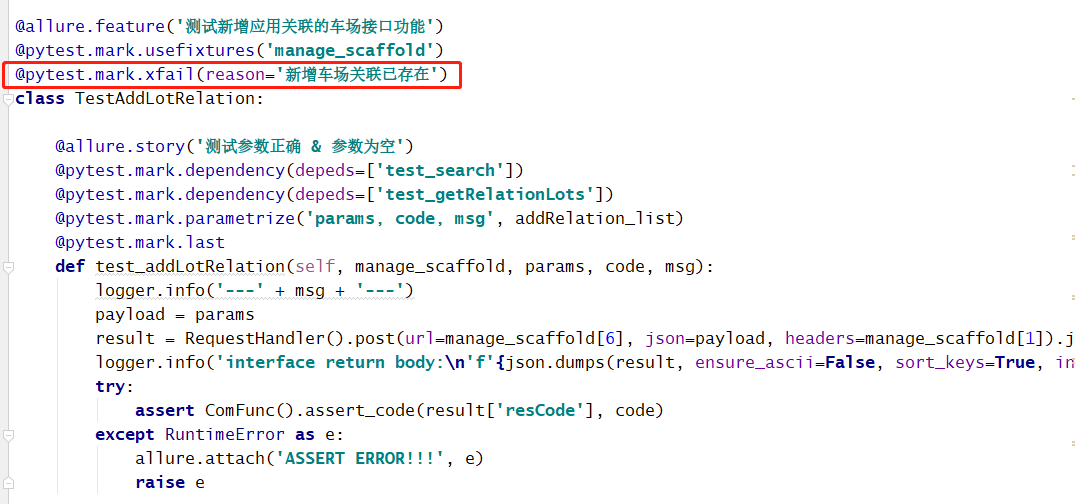 @allure.feature('测试新增应用关联的车场接口功能')
@pytest.mark.usefixtures('manage_scaffold')
@pytest.mark.xfail(reason='新增车场关联已存在')
class TestAddLotRelation:
@allure.story('测试参数正确 & 参数为空')
@pytest.mark.dependency(depeds=['test_search'])
@pytest.mark.dependency(depeds=['test_getRelationLots'])
@pytest.mark.parametrize('params, code, msg', addRelation_list)
@pytest.mark.last
def test_addLotRelation(self, manage_scaffold, params, code, msg):
logger.info('---' + msg + '---')
payload = params
result = RequestHandler().post(url=manage_scaffold[6], json=payload, headers=manage_scaffold[1]).j
logger.info('interface return body:\n'f'{json.dumps(result, ensure_ascii=False, sort_keys=True, in
try:
assert ComFunc().assert_code(result['resCode'], code)
except RuntimeError as e:
allure.attach('ASSERT ERROR!!!', e)
raise e